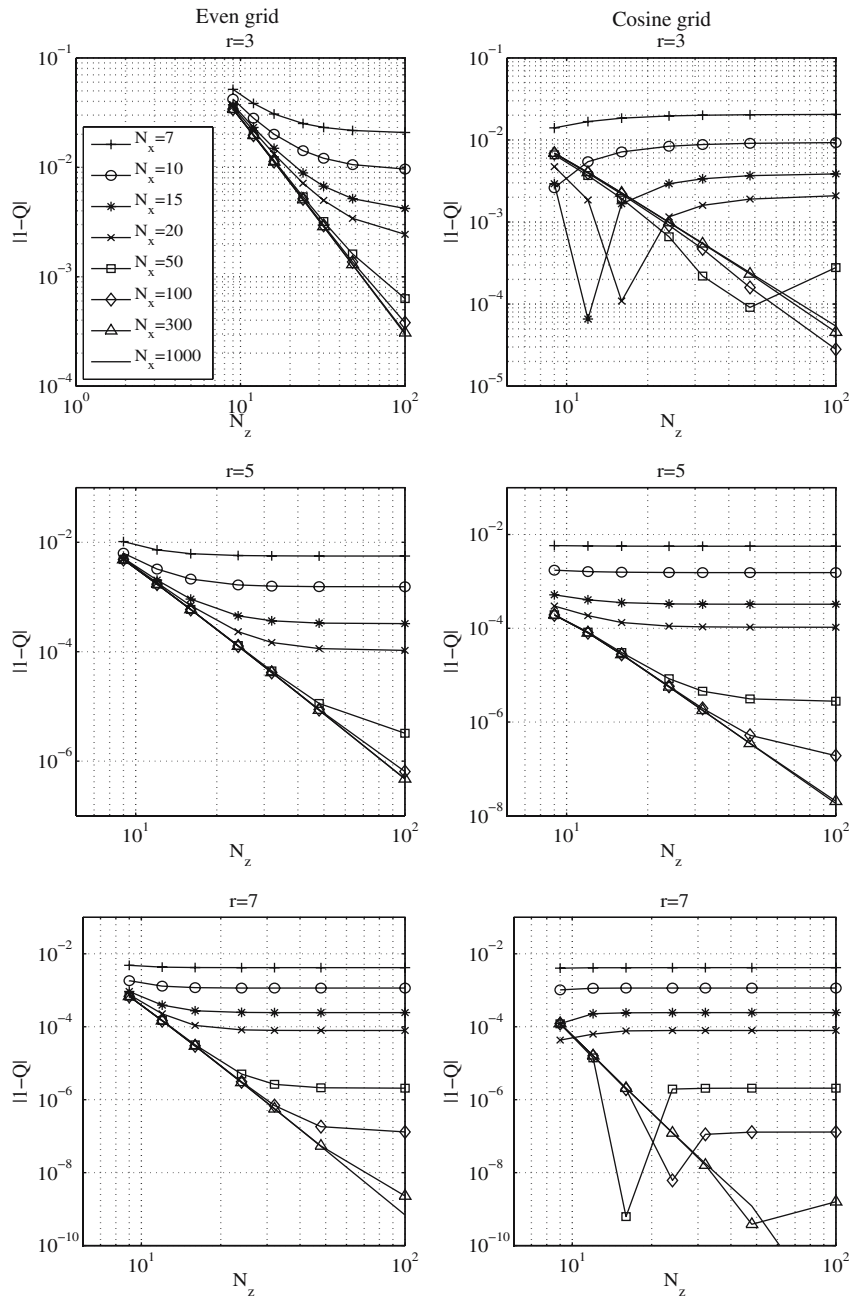 Even grid
Cosine grid
r=3
10^-1
10^-2
10^-3
10^-4
|1-Q|
10^0
10^1
10^2
N_z
N_x=7
N_x=10
N_x=15
N_x=20
N_x=50
N_x=100
N_x=300
N_x=1000
r=3
10^-1
10^-2
10^-3
10^-4
10^-5
|1-Q|
10^1
10^2
N_z
r=5
10^-2
10^-4
10^-6
|1-Q|
10^1
10^2
N_z
r=5
10^-2
10^-4
10^-6
10^-8
|1-Q|
10^1
10^2
N_z
r=7
10^-2
10^-4
10^-6
10^-8
10^-10
|1-Q|
10^1
10^2
N_z
r=7
10^-2
10^-4
10^-6
10^-8
10^-10
|1-Q|
10^1
10^2
N_z